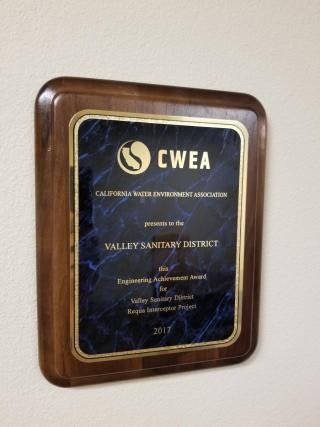 CWEA
CALIFORNIA WATER ENVIRONMENT ASSOCIATION
presents to the
VALLEY SANITARY DISTRICT
this
Engineering Achievement Award
for
Valley Sanitary District
Requa Interceptor Project
2017